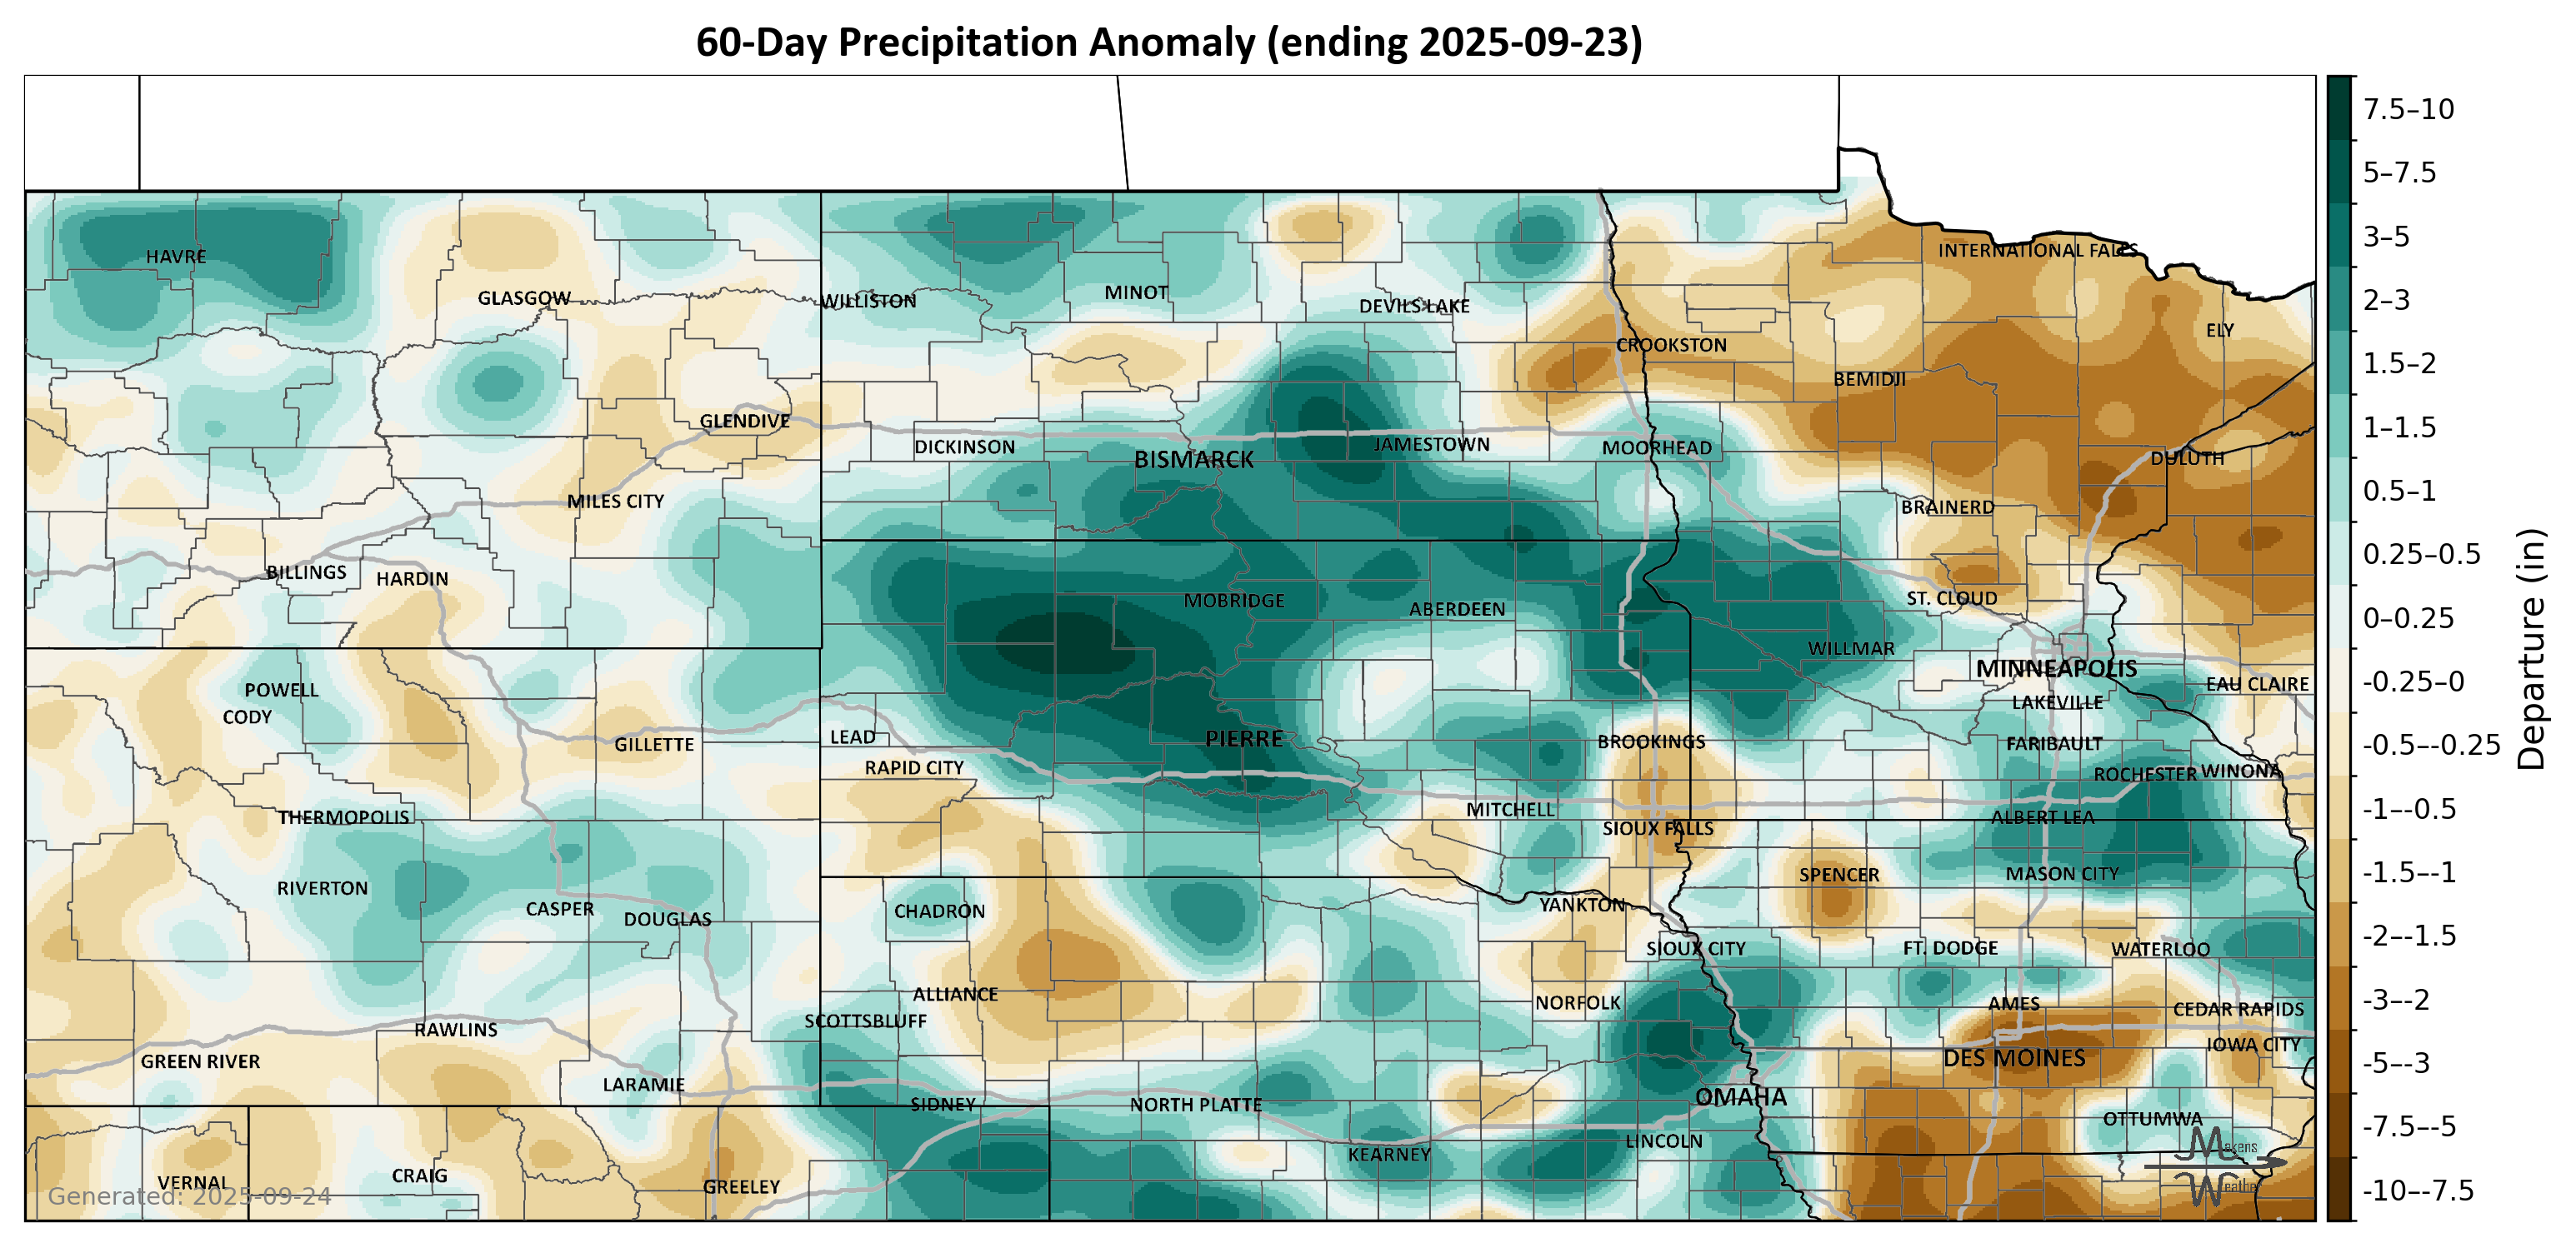 60-Day Precipitation Anomaly (ending 2025-09-23)
7.5–10
5–7.5
3–5
2–3
1.5–2
1–1.5
0.5–1
0.25–0.5
0–0.25
-0.25–0
-0.5–-0.25
-1–-0.5
-1.5–-1
-2–-1.5
-3–-2
-5–-3
-7.5–-5
-10–-7.5
Departure (in)
HAVRE
INTERNATIONAL FALLS
GLASGOW
WILLISTON
MINOT
DEVILS LAKE
ELY
CROOKSTON
BEMIDJI
GLENDIVE
DICKINSON
BISMARCK
JAMESTOWN
MOORHEAD
DULUTH
MILES CITY
BRAINERD
BILLINGS
HARDIN
MOBRIDGE
ABERDEEN
ST. CLOUD
WILLMAR
MINNEAPOLIS
POWELL
CODY
EAU CLAIRE
LAKEVILLE
GILLETTE
LEAD
PIERRE
BROOKINGS
FARIBAULT
RAPID CITY
ROCHESTER
WINONA
THERMOPOLIS
MITCHELL
SIOUX FALLS
ALBERT LEA
RIVERTON
SPENCER
MASON CITY
CASPER
DOUGLAS
CHADRON
YANKTON
SIOUX CITY
FT. DODGE
WATERLOO
ALLIANCE
NORFOLK
AMES
CEDAR RAPIDS
SCOTTSBLUFF
RAWLINS
GREEN RIVER
DES MOINES
IOWA CITY
LARAMIE
SIDNEY
NORTH PLATTE
OMAHA
OTTUMWA
LINCOLN
KEARNEY
VERNAL
CRAIG
GREELEY
Generated: 2025-09-24
Makens
Weather